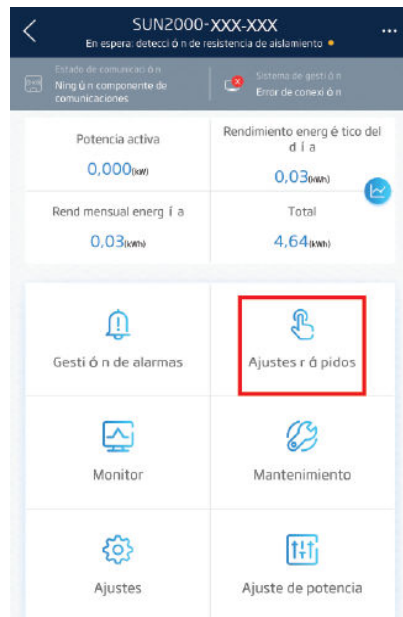 SUN2000-XXX-XXX
En espera: detecci ó n de resistencia de aislamiento
Estado de comunicaci ó n
Ning ú n componente de
comunicaciones
Sistema de gesti ó n
Error de conexi ó n
Potencia activa
0,000(kW)
Rendimiento energ é tico del
d í a
0,03(kWh)
Rend mensual energ í a
0,03(kWh)
Total
4,64(kWh)
Gesti ó n de alarmas
Ajustes r á pidos
Monitor
Mantenimiento
Ajustes
Ajuste de potencia